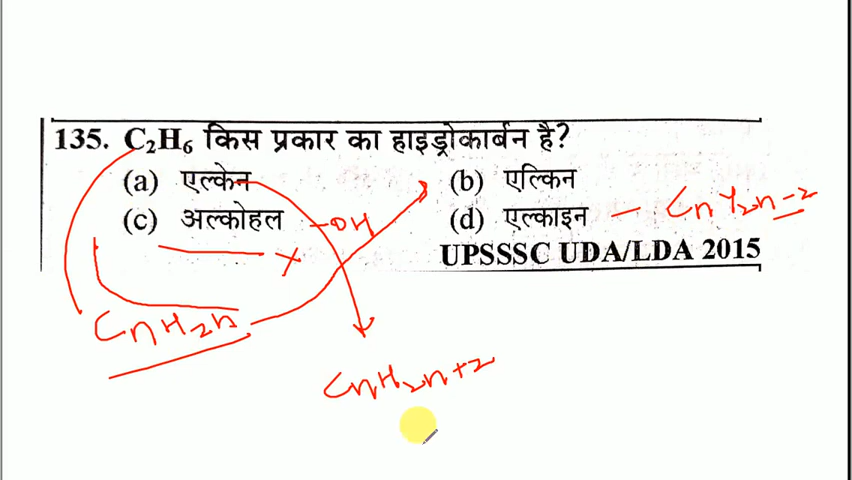 135. C₂H₆ किस प्रकार का हाइड्रोकार्बन है?
(a) एल्केन (b) एल्किन
(c) अल्कोहल -OH (d) एल्काइन - CnY2n-2
X UPSSSC UDA/LDA 2015
CnH2n
CnH2n+2